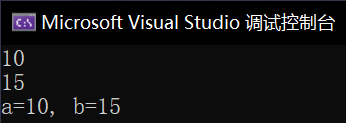 C:\ Microsoft Visual Studio 调试控制台
10
15
a=10, b=15